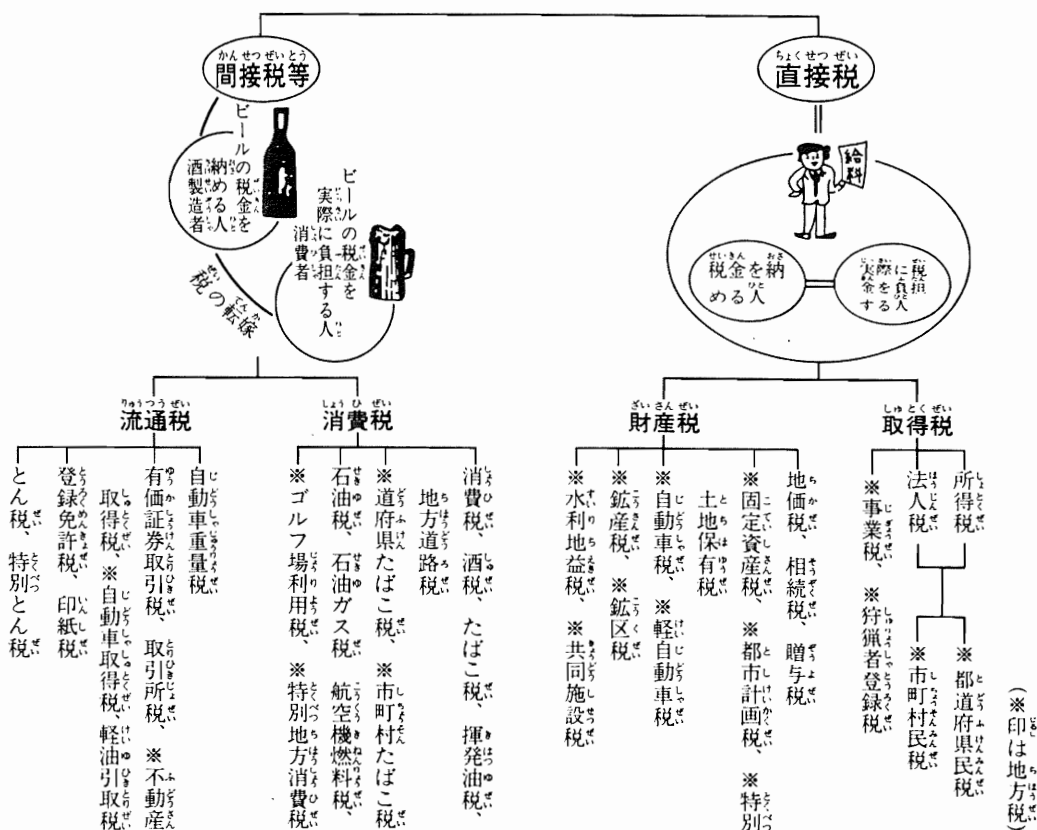 直接税
給料
税金を納
める人
税
に負担
実際をする人
金
取得税
所得税
法人税
※都道府県民税
※市町村民税
※事業税、※狩猟者登録税
財産税
地価税、相続税、贈与税
※固定資産税、※都市計画税、※特別
土地保有税
※自動車税、※軽自動車税
※鉱産税、※鉱区税
※水利地益税、※共同施設税
間接税等
ビールの税金を
納める人
酒製造者
ビールの税金を
実際に負担する人
消費者
税の転嫁
消費税
消費税、酒税、たばこ税、揮発油税、
地方道路税
※道府県たばこ税、※市町村たばこ税
石油税、石油ガス税、航空機燃料税、
※ゴルフ場利用税、※特別地方消費税
流通税
自動車重量税
有価証券取引税、取引所税、※不動産
取得税、※自動車取得税、軽油引取税
登録免許税、印紙税
とん税、特別とん税
(※印は地方税)